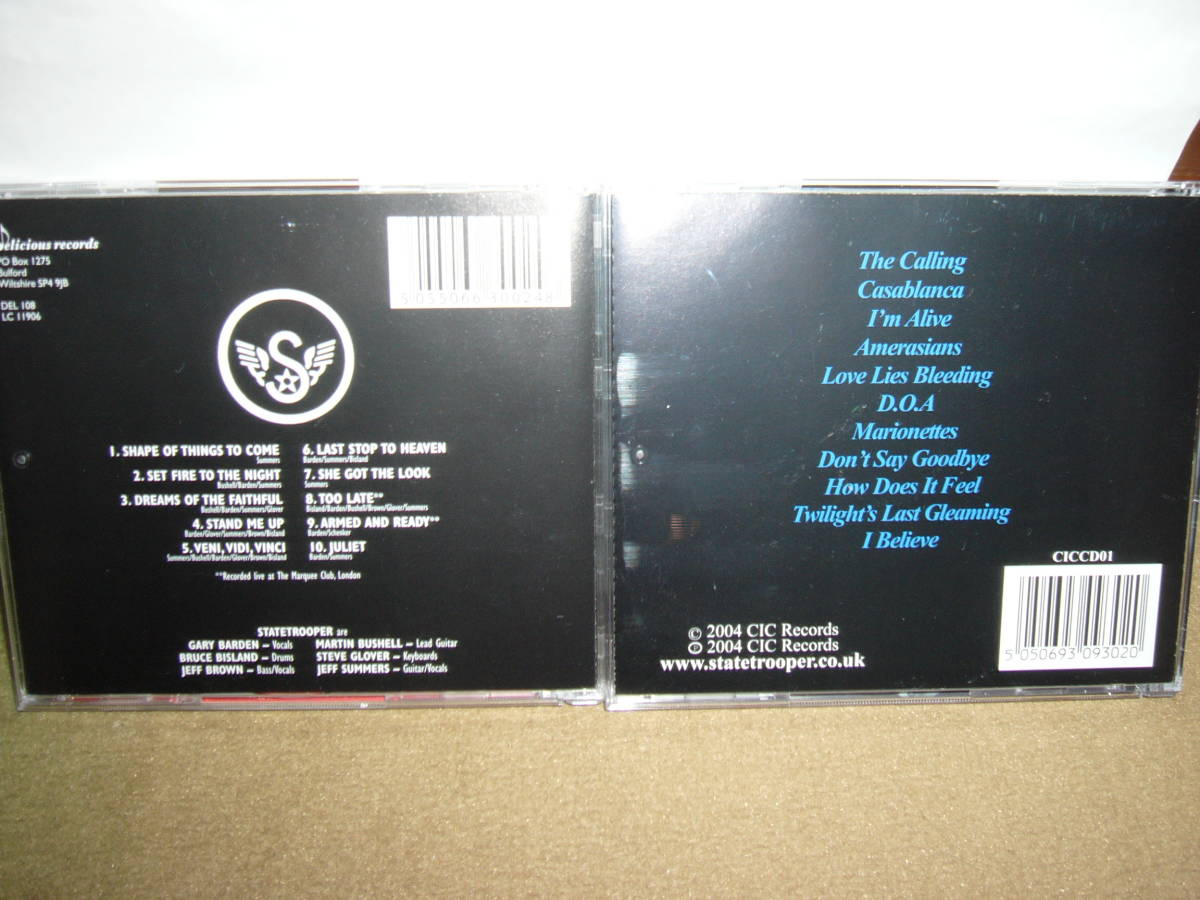 Delicious records
PO Box 1275
Bulford
Wiltshire SP4 9JB
DEL 108
LC 11906
5 055066 300248
S
1. SHAPE OF THINGS TO COME
Summers
2. SET FIRE TO THE NIGHT
Bushell/Barden/Summers
3. DREAMS OF THE FAITHFUL
Bushell/Barden/Summers/Glover
4. STAND ME UP
Barden/Glover/Summers/Brown/Bisland
5. VENI, VIDI, VINCI
Summers/Bushell/Barden/Glover/Brown/Bisland
6. LAST STOP TO HEAVEN
Barden/Summers/Bisland
7. SHE GOT THE LOOK
Summers
8. TOO LATE**
Bisland/Barden/Bushell/Brown/Glover/Summers
9. ARMED AND READY**
Barden/Schenker
10. JULIET
Barden/Summers
**Recorded live at The Marquee Club, London
STATETROOPER are
GARY BARDEN – Vocals
MARTIN BUSHELL – Lead Guitar
BRUCE BISLAND – Drums
STEVE GLOVER – Keyboards
JEFF BROWN – Bass/Vocals
JEFF SUMMERS – Guitar/Vocals
The Calling
Casablanca
I'm Alive
Amerasians
Love Lies Bleeding
D.O.A
Marionettes
Don't Say Goodbye
How Does It Feel
Twilight's Last Gleaming
I Believe
CICCD01
© 2004 CIC Records
℗ 2004 CIC Records
www.statetrooper.co.uk
5 050693 093020